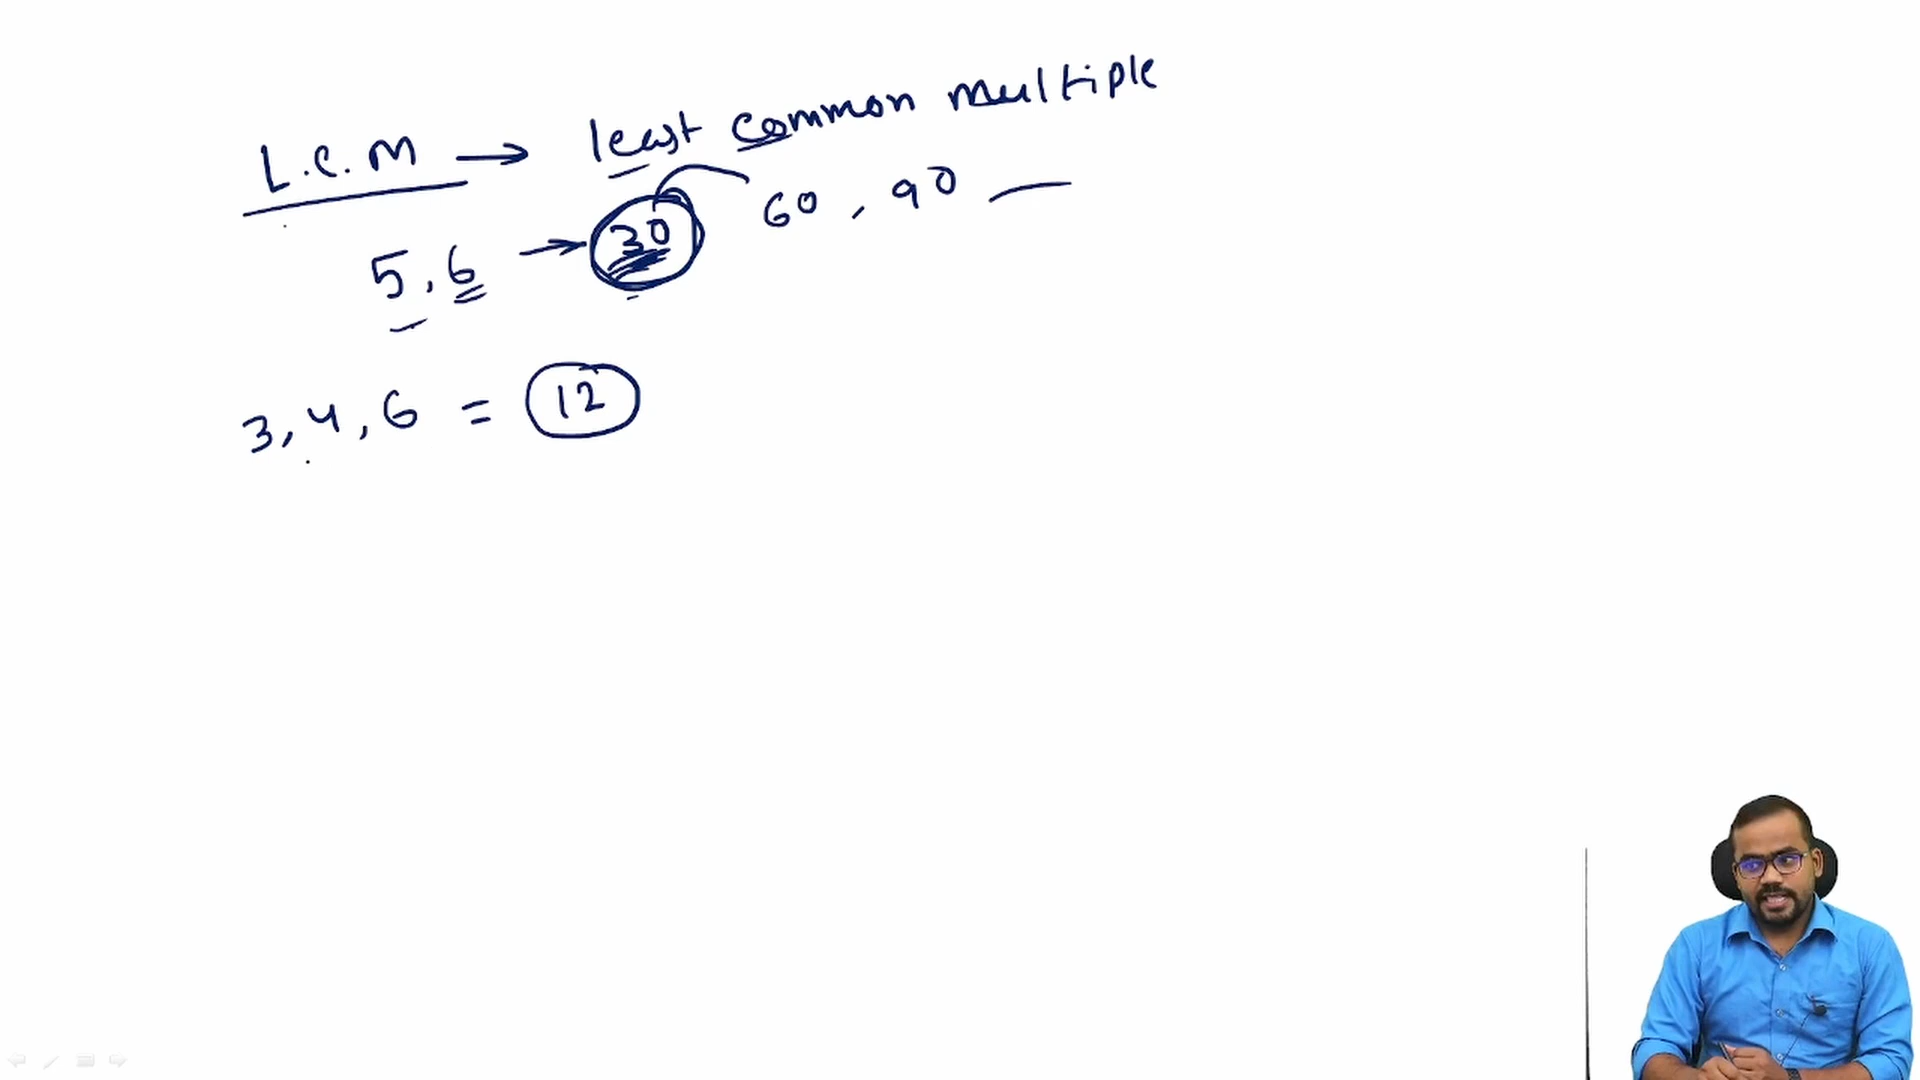 L.C.M → least common multiple
5, 6 → 30 60, 90 —
3, 4, 6 = 12